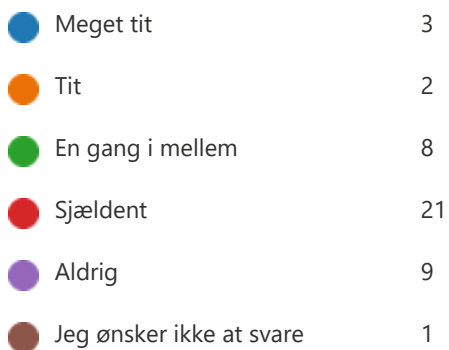 Meget tit 3
Tit 2
En gang i mellem 8
Sjældent 21
Aldrig 9
Jeg ønsker ikke at svare 1